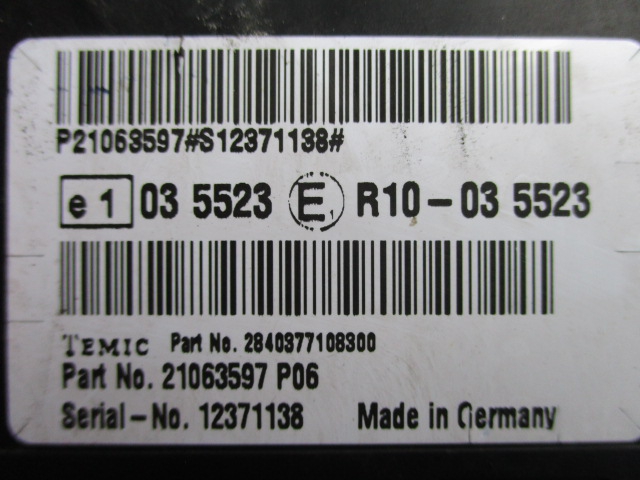 P21063597#S12371138#
e 1 03 5523 E 1 R10-03 5523
TEMIC Part No. 2840377108300
Part No. 21063597 P06
Serial-No. 12371138 Made in Germany